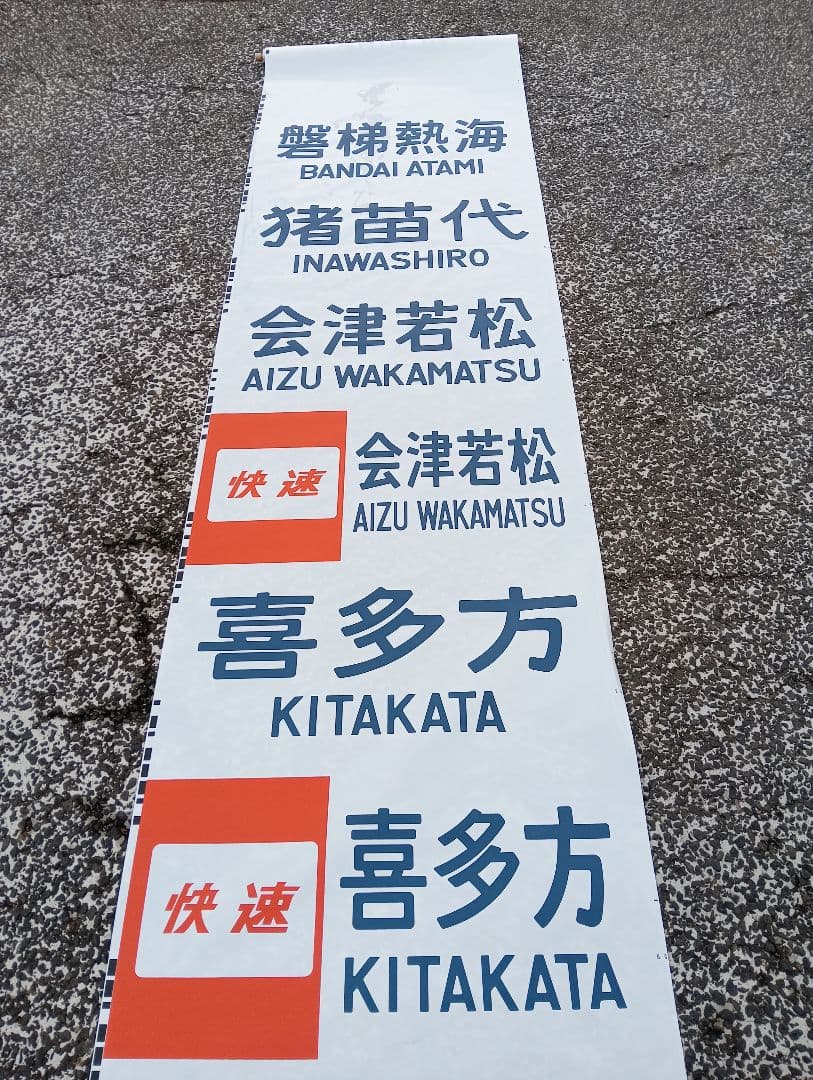 磐梯熱海
BANDAI ATAMI
猪苗代
INAWASHIRO
会津若松
AIZU WAKAMATSU
快速 会津若松
AIZU WAKAMATSU
喜多方
KITAKATA
快速 喜多方
KITAKATA